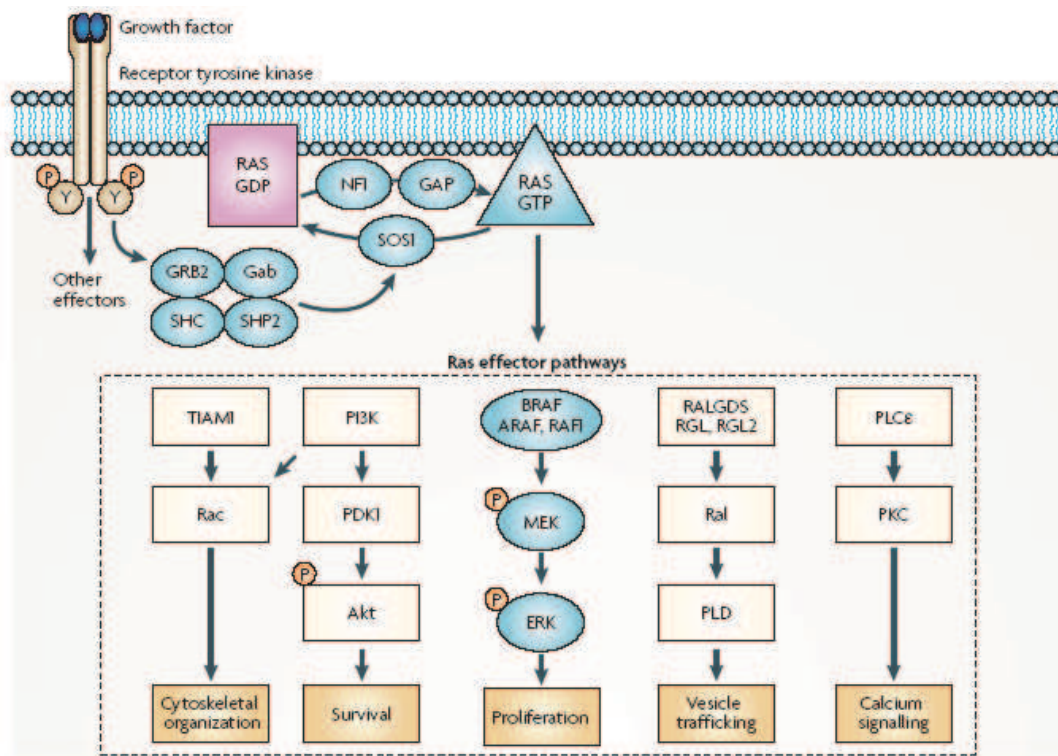 Growth factor
Receptor tyrosine kinase
RAS
GDP
NF1
GAP
RAS
GTP
P
Y
Y
P
SOS1
Other
effectors
GRB2
Gab
SHC
SHP2
Ras effector pathways
TIAM1
PI3K
BRAF
ARAF, RAF1
RALGDS
RGL, RGL2
PLCε
Rac
PDK1
P
MEK
Ral
PKC
P
Akt
P
ERK
PLD
Cytoskeletal
organization
Survival
Proliferation
Vesicle
trafficking
Calcium
signalling